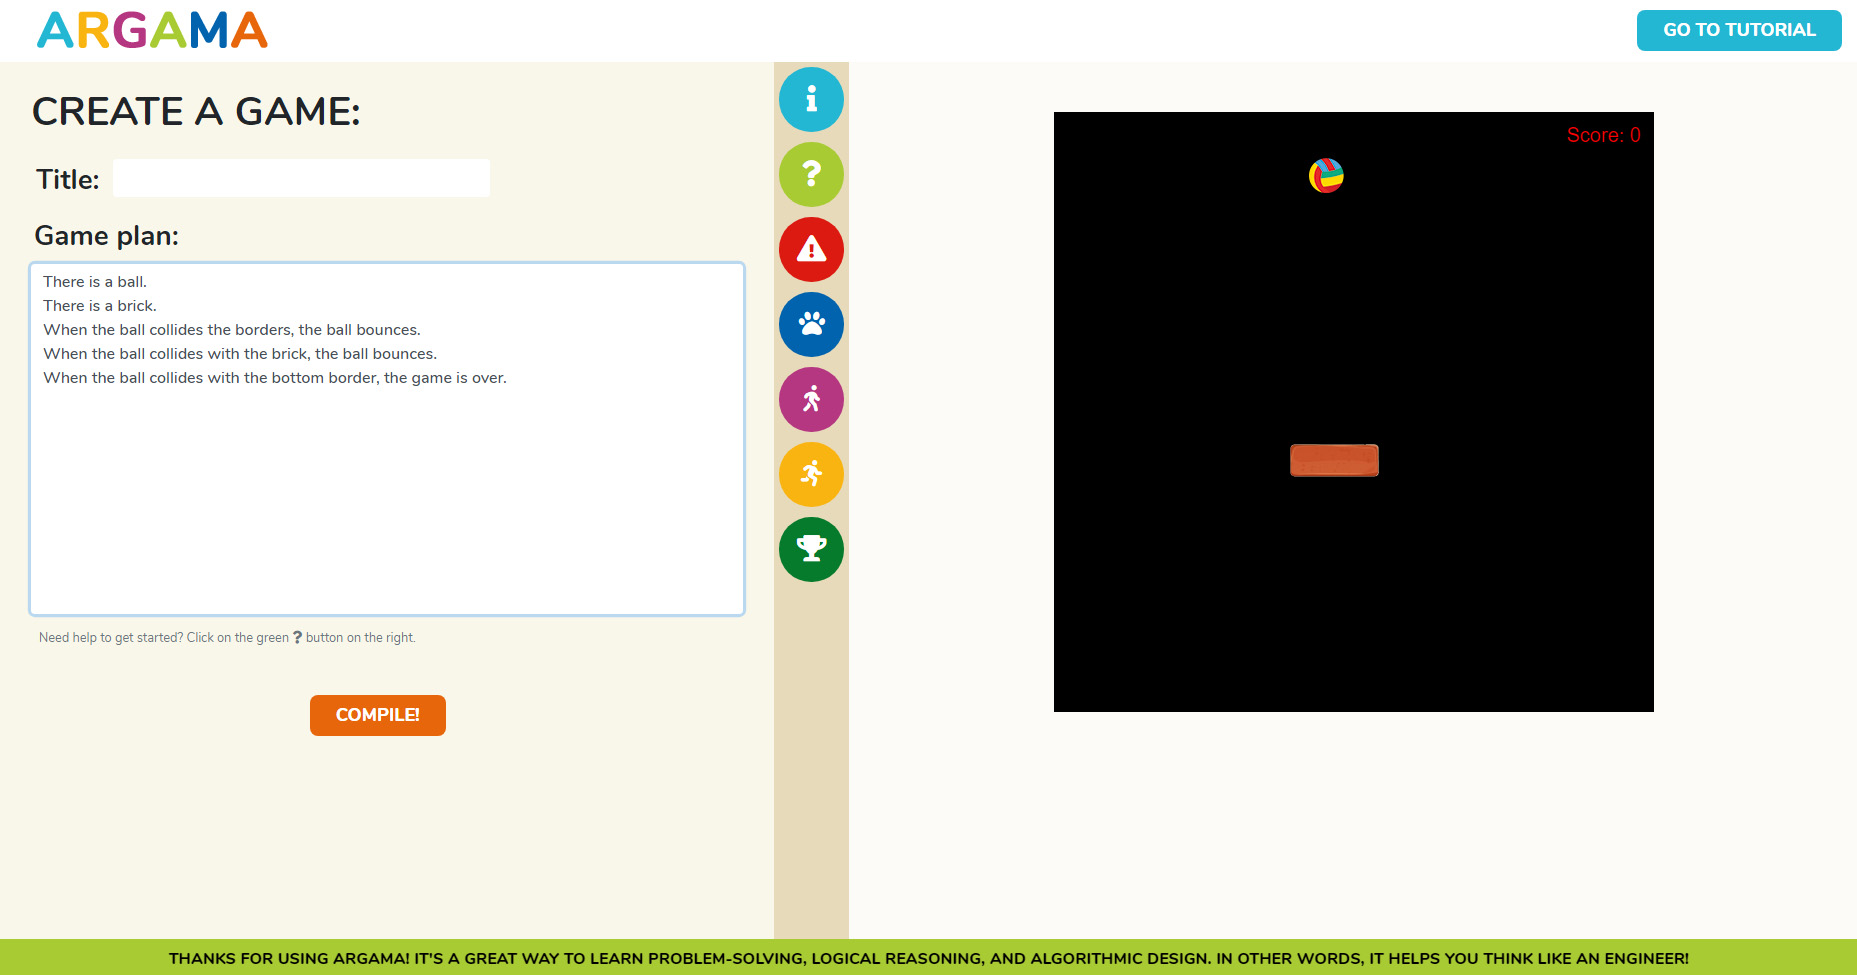 ARGAMA
GO TO TUTORIAL
CREATE A GAME:
Title:
Game plan:
There is a ball.
There is a brick.
When the ball collides the borders, the ball bounces.
When the ball collides with the brick, the ball bounces.
When the ball collides with the bottom border, the game is over.
Need help to get started? Click on the green ? button on the right.
COMPILE!
Score: 0
THANKS FOR USING ARGAMA! IT'S A GREAT WAY TO LEARN PROBLEM-SOLVING, LOGICAL REASONING, AND ALGORITHMIC DESIGN. IN OTHER WORDS, IT HELPS YOU THINK LIKE AN ENGINEER!